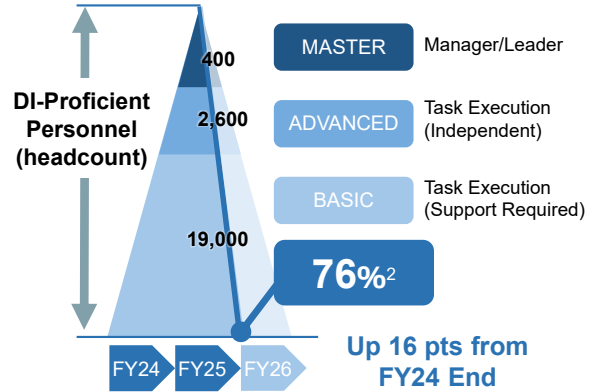 MASTER
Manager/Leader
400
DI-Proficient
Personnel
(headcount)
2,600
ADVANCED
Task Execution
(Independent)
BASIC
Task Execution
(Support Required)
19,000
76%2
FY24
FY25
FY26
Up 16 pts from
FY24 End